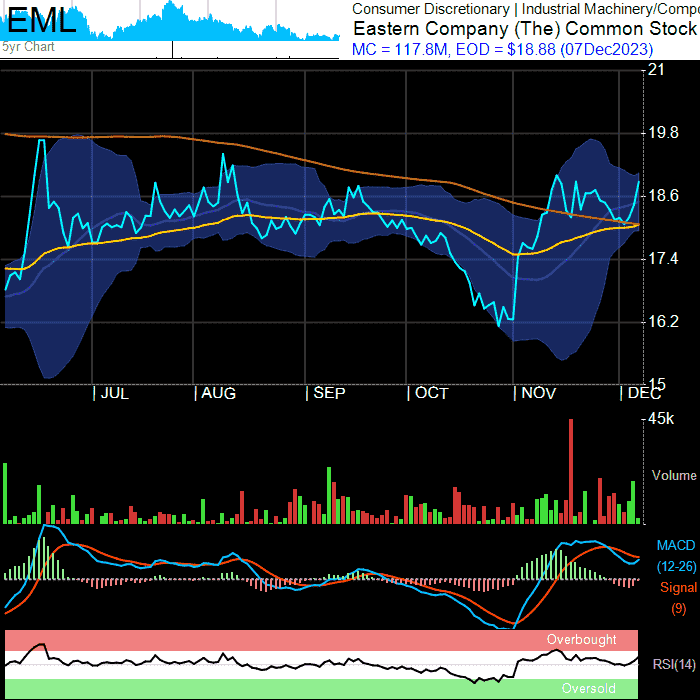 EML
5yr Chart
Consumer Discretionary | Industrial Machinery/Compo
Eastern Company (The) Common Stock
MC = 117.8M, EOD = $18.88 (07Dec2023)
21
19.8
18.6
17.4
16.2
15
JUL
AUG
SEP
OCT
NOV
DEC
45k
Volume
MACD
(12-26)
Signal
(9)
Overbought
RSI(14)
Oversold